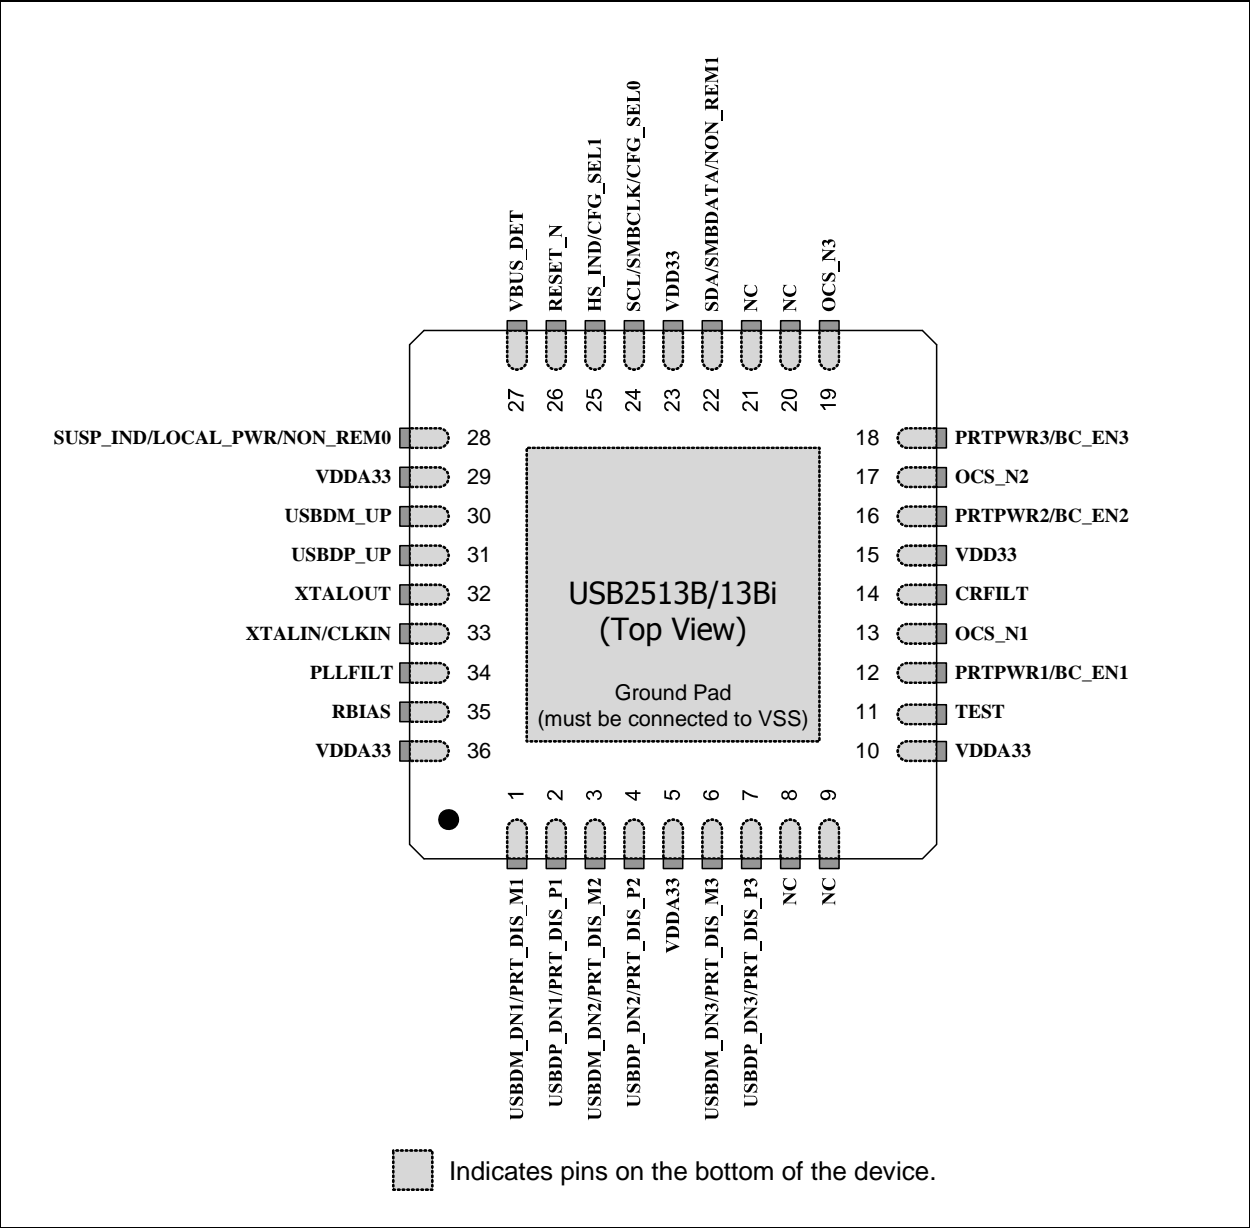 VBUS_DET
RESET_N
HS_IND/CFG_SEL1
SCL/SMBCLK/CFG_SEL0
VDD33
SDA/SMBDATA/NON_REM1
NC
NC
OCS_N3
27
26
25
24
23
22
21
20
19
SUSP_IND/LOCAL_PWR/NON_REM0 28
VDDA33 29
USBDM_UP 30
USBDP_UP 31
XTALOUT 32
XTALIN/CLKIN 33
PLLFILT 34
RBIAS 35
VDDA33 36
18 PRTPWR3/BC_EN3
17 OCS_N2
16 PRTPWR2/BC_EN2
15 VDD33
14 CRFILT
13 OCS_N1
12 PRTPWR1/BC_EN1
11 TEST
10 VDDA33
USB2513B/13Bi
(Top View)
Ground Pad
(must be connected to VSS)
1
2
3
4
5
6
7
8
9
USBDM_DN1/PRT_DIS_M1
USBDP_DN1/PRT_DIS_P1
USBDM_DN2/PRT_DIS_M2
USBDP_DN2/PRT_DIS_P2
VDDA33
USBDM_DN3/PRT_DIS_M3
USBDP_DN3/PRT_DIS_P3
NC
NC
Indicates pins on the bottom of the device.